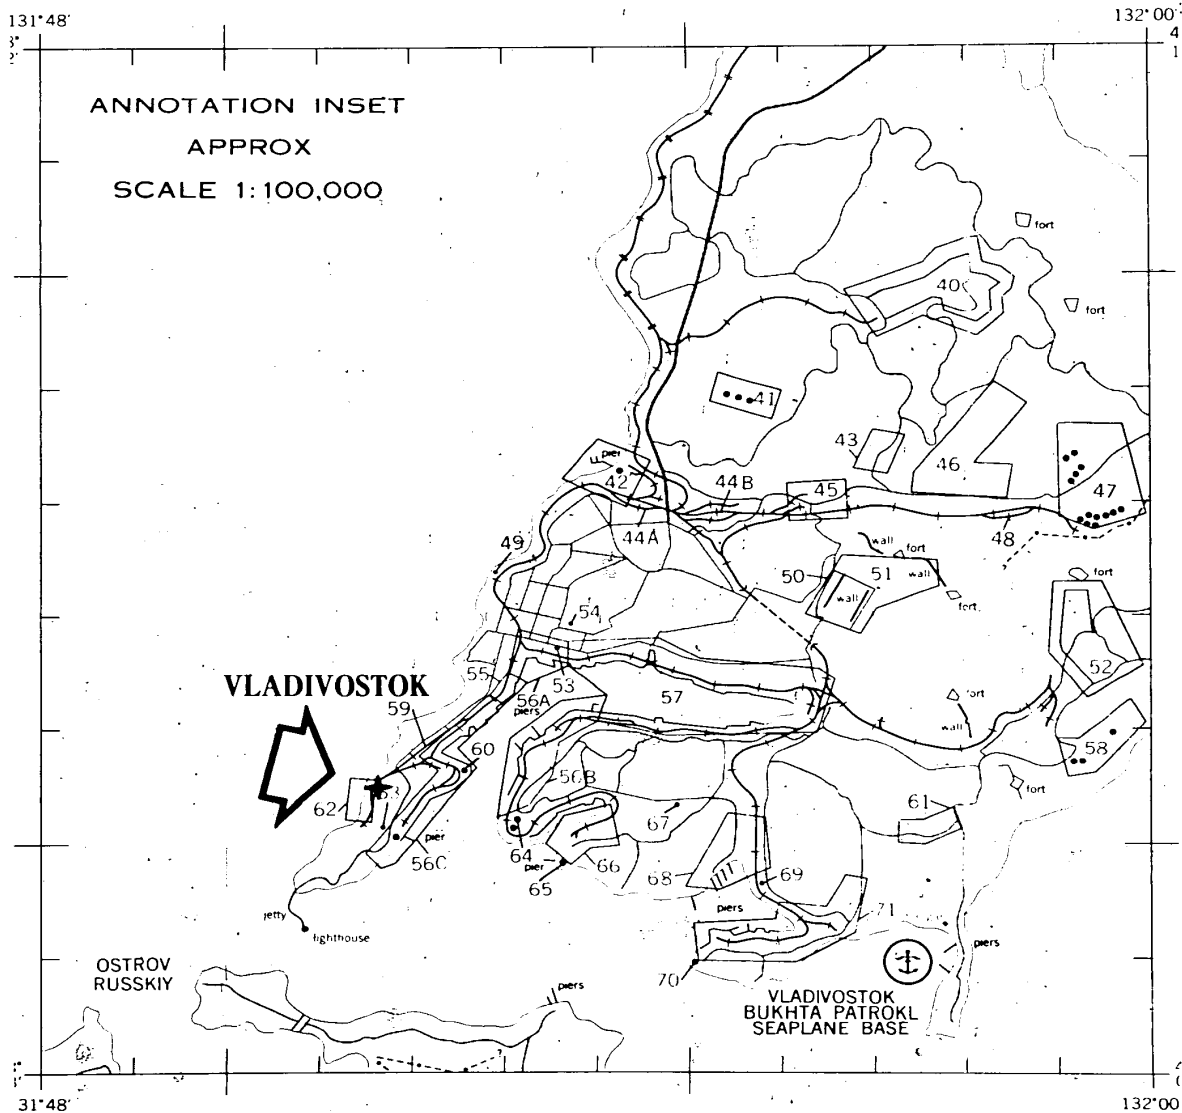 131°48'
132°00'
ANNOTATION INSET
APPROX
SCALE 1:100,000
fort
40
fort
41
43
46
pier
42
44B
45
47
44A
48
49
wall
fort
50
51
wall
fort
wall
fort
54
52
55
53
VLADIVOSTOK
56A
57
fort
59
piers
wall
60
58
56B
fort
62
61
67
pier
56C
64
66
pier
65
68
69
jetty
lighthouse
piers
71
piers
OSTROV
RUSSKIY
70
piers
VLADIVOSTOK
BUKHTA PATROKL
SEAPLANE BASE
31°48'
132°00